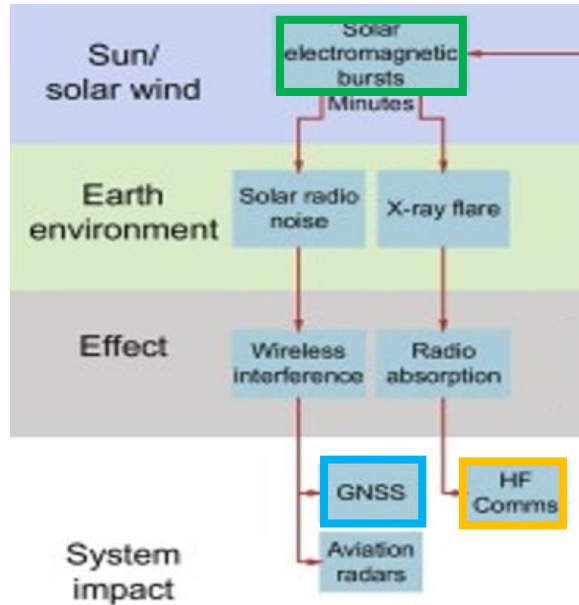 Sun/
solar wind
Solar
electromagnetic
bursts
Minutes
Earth
environment
Solar radio
noise
X-ray flare
Effect
Wireless
interference
Radio
absorption
System
impact
GNSS
HF
Comms
Aviation
radars